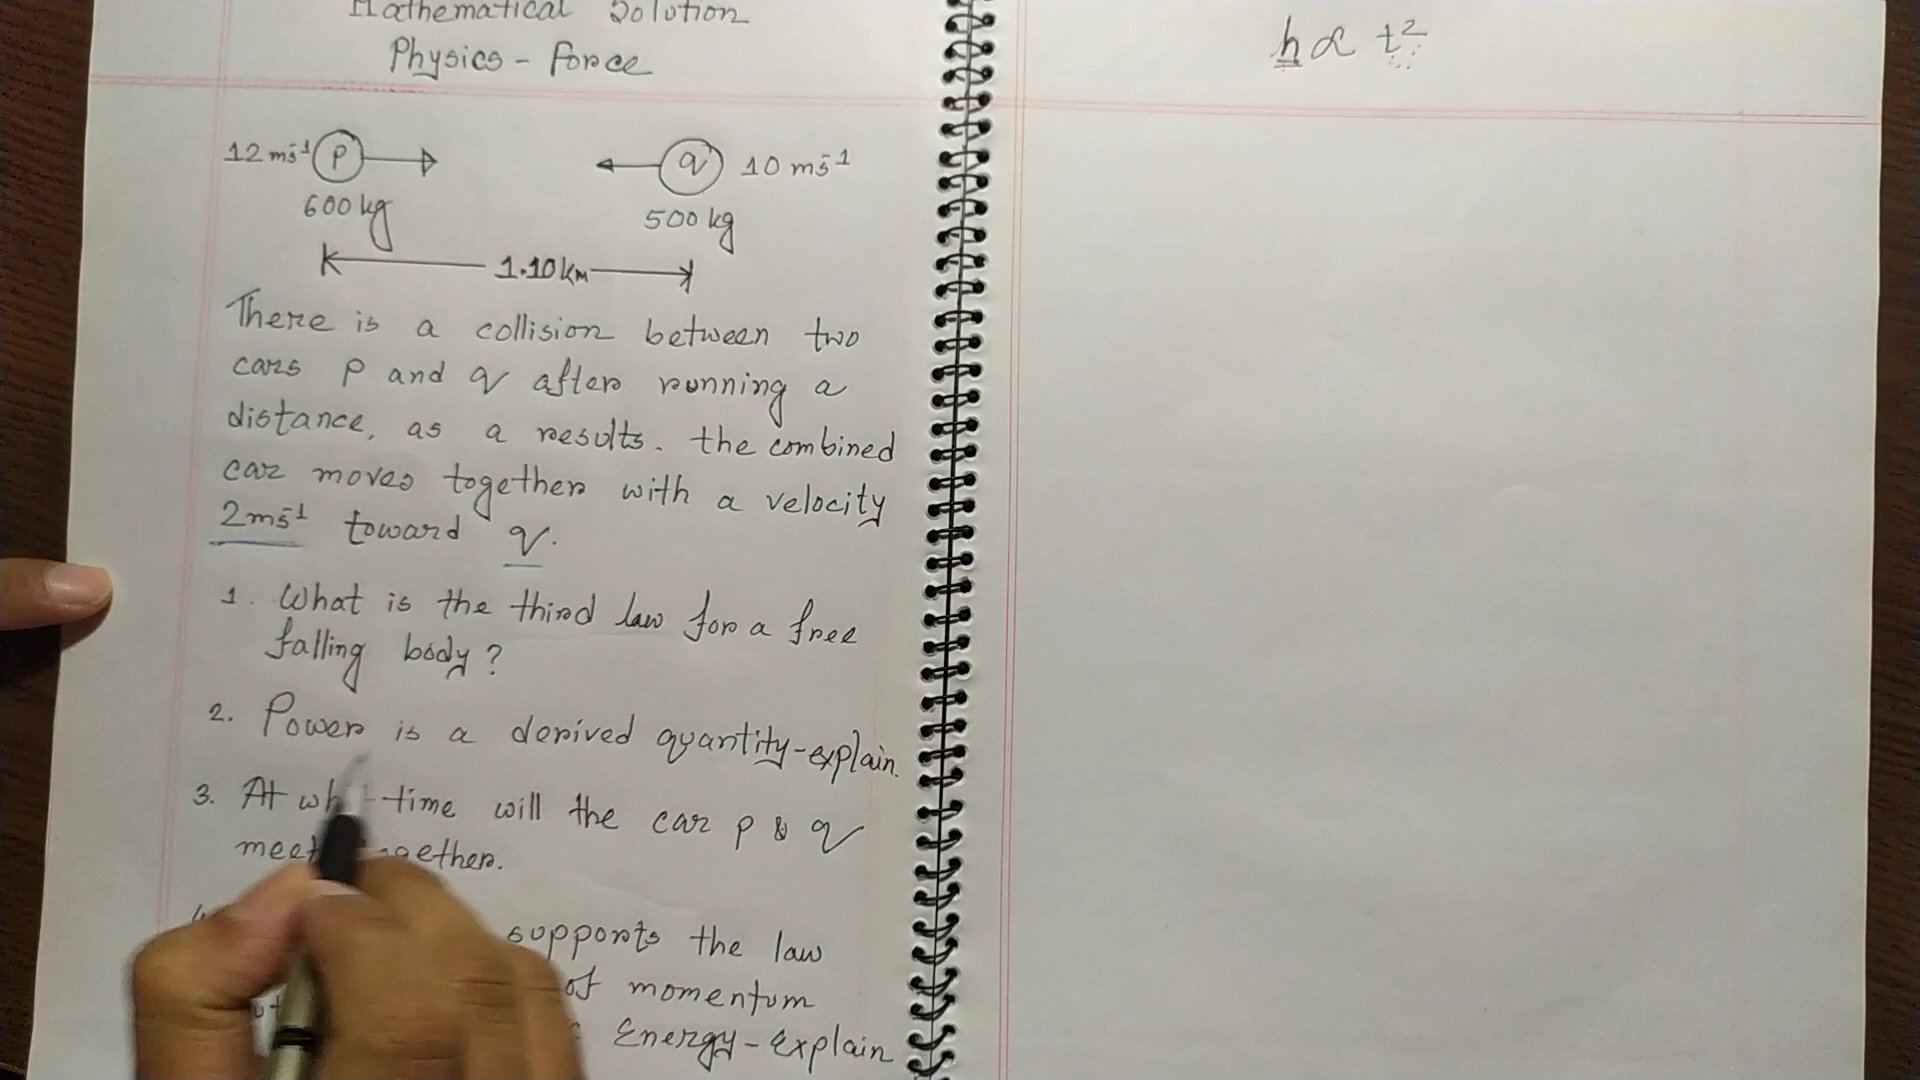 Mathematical Solution
Physics - Force
12 ms⁻¹ P
q 10 ms⁻¹
600 kg
500 kg
1.10 km
There is a collision between two
cars P and q after running a
distance, as a results. the combined
car moves together with a velocity
2ms⁻¹ toward q.
1. What is the third law for a free
falling body?
2. Power is a derived quantity-explain.
3. At time will the car P & q
meet
supports the law
of momentum
Energy-explain
h ∝ t²